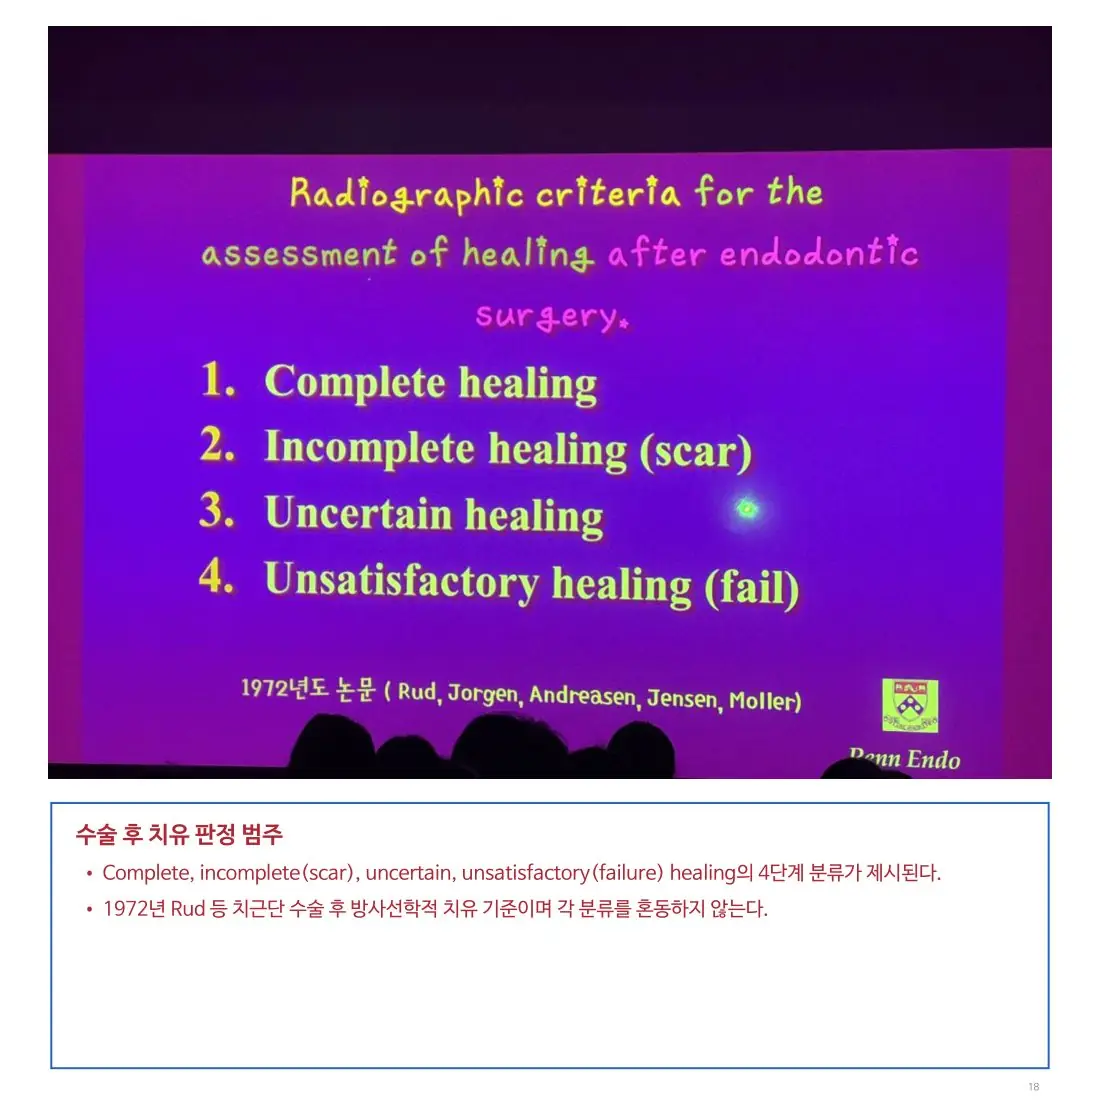 Radiographic criteria for the
assessment of healing after endodontic
surgery.
1. Complete healing
2. Incomplete healing (scar)
3. Uncertain healing
4. Unsatisfactory healing (fail)
1972년도 논문 ( Rud, Jorgen, Andreasen, Jensen, Moller)
Penn Endo
수술 후 치유 판정 범주
• Complete, incomplete(scar), uncertain, unsatisfactory(failure) healing의 4단계 분류가 제시된다.
• 1972년 Rud 등 치근단 수술 후 방사선학적 치유 기준이며 각 분류를 혼동하지 않는다.
18